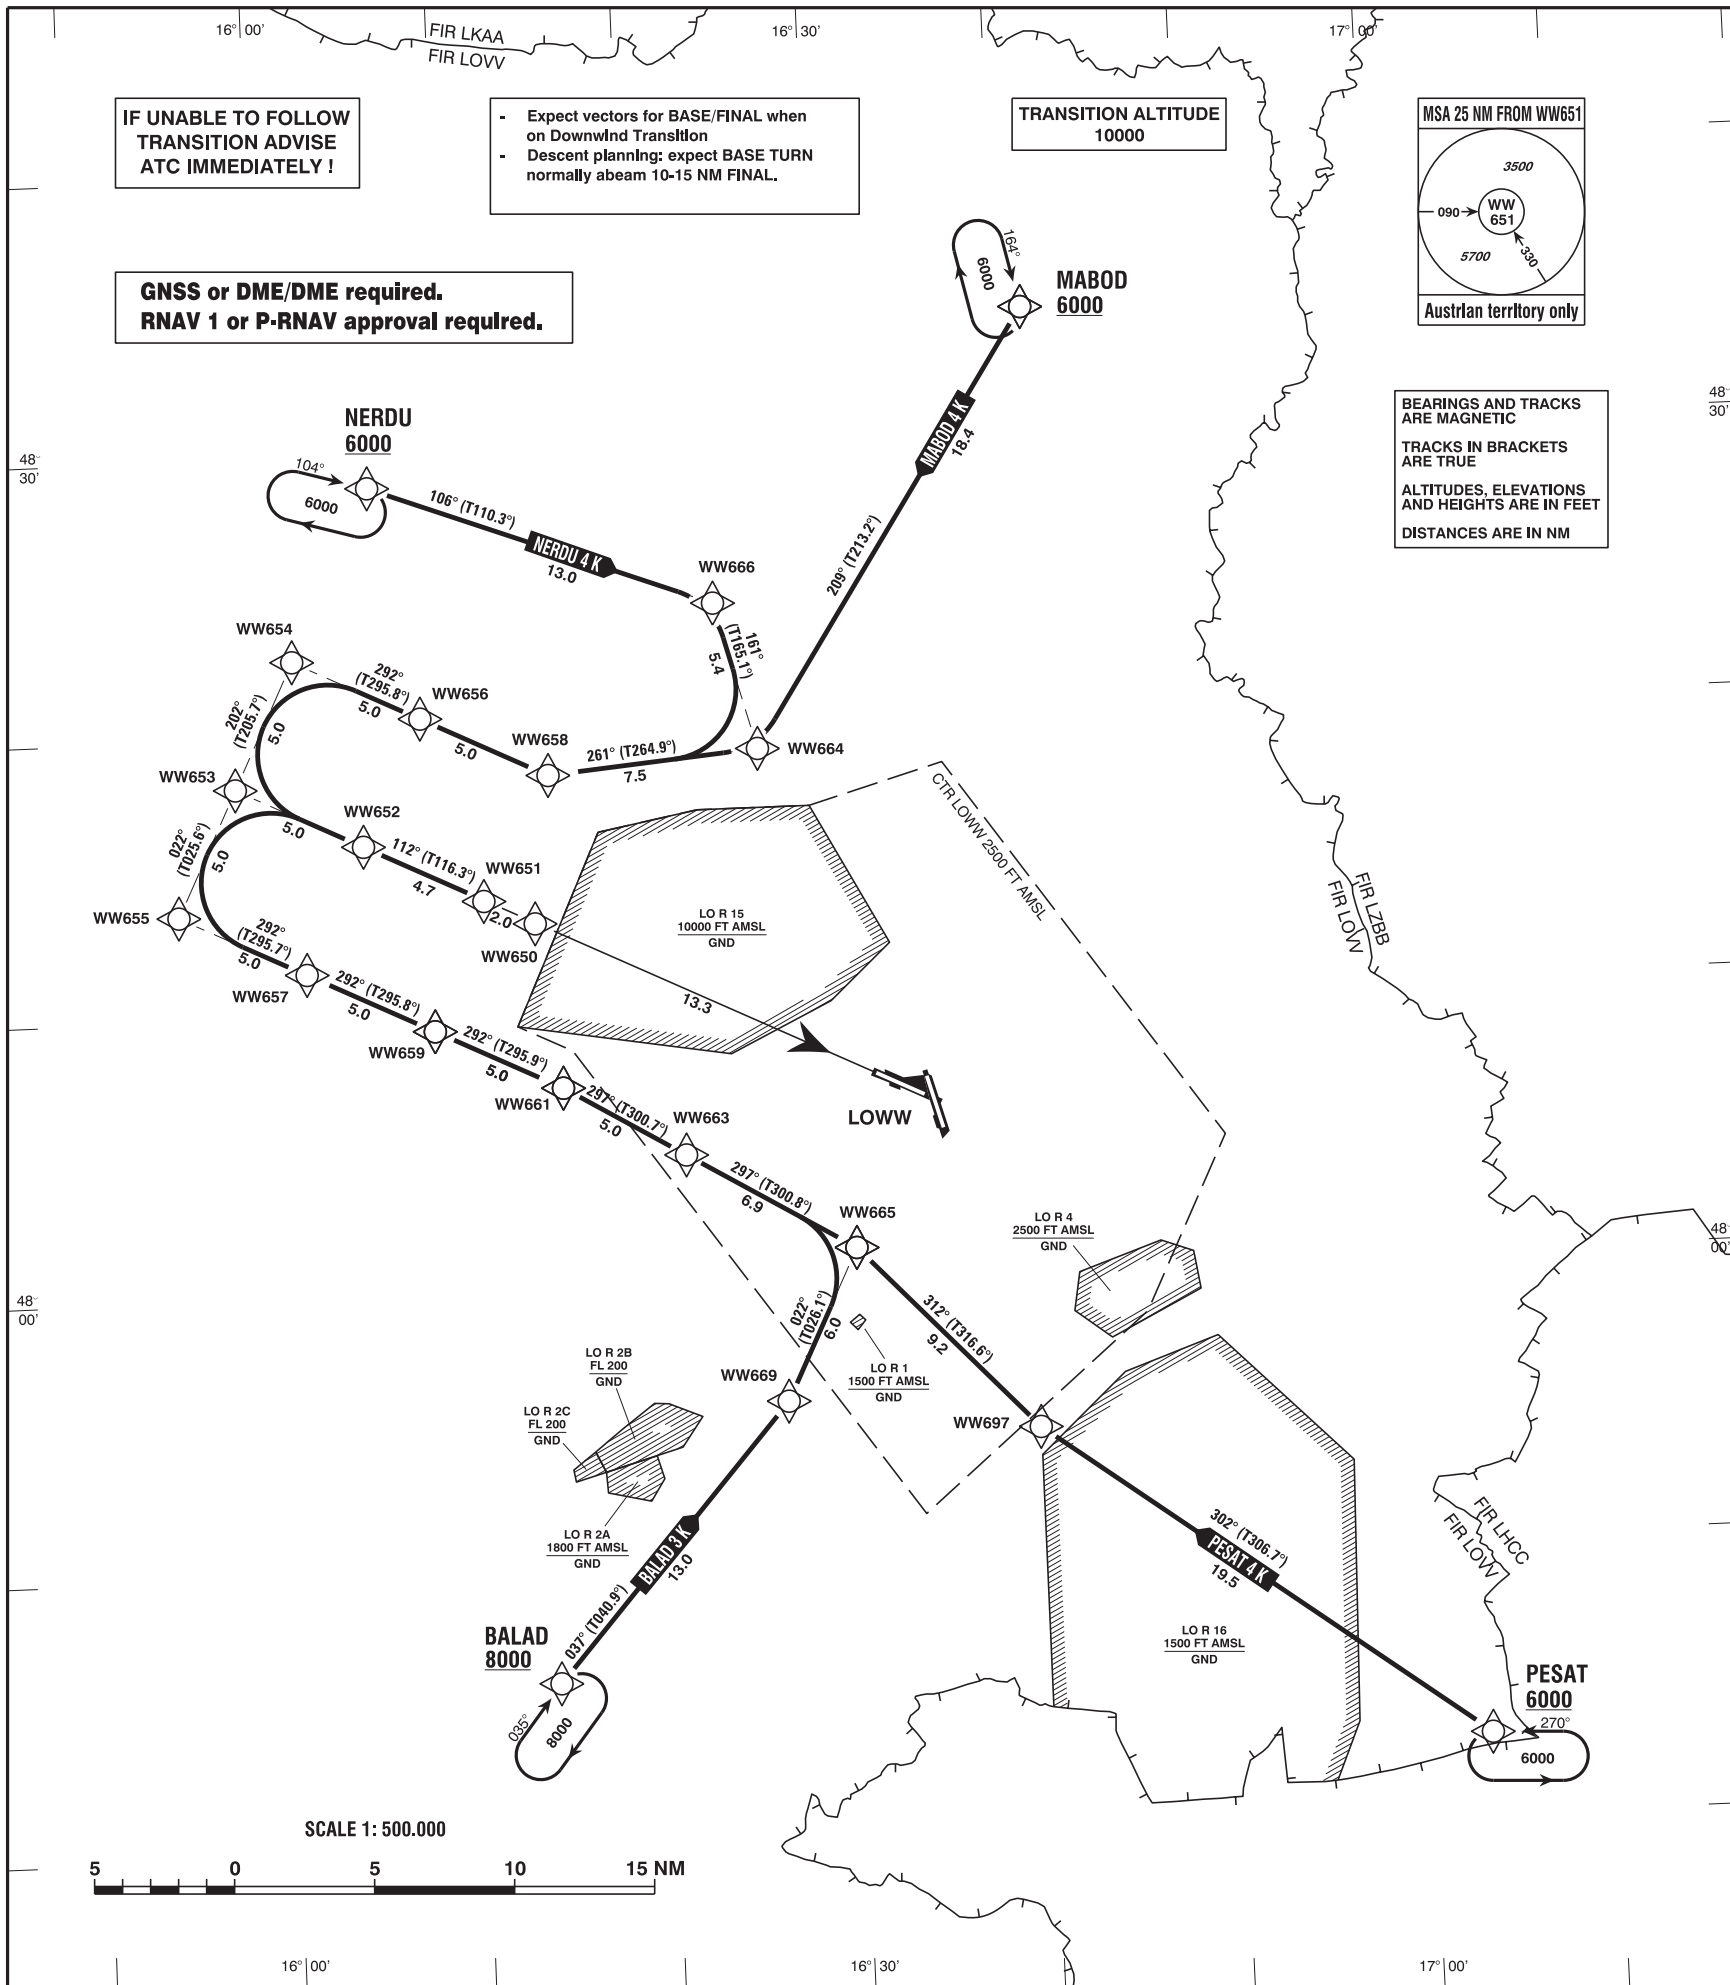 16° 00'
16° 30'
17° 00'
FIR LKAA
FIR LOVV
IF UNABLE TO FOLLOW
TRANSITION ADVISE
ATC IMMEDIATELY !
- Expect vectors for BASE/FINAL when
on Downwind Transition
- Descent planning: expect BASE TURN
normally abeam 10-15 NM FINAL.
TRANSITION ALTITUDE
10000
MSA 25 NM FROM WW651
3500
090
WW
651
5700
330
Austrian territory only
GNSS or DME/DME required.
RNAV 1 or P-RNAV approval required.
164°
6000
MABOD
6000
BEARINGS AND TRACKS
ARE MAGNETIC
TRACKS IN BRACKETS
ARE TRUE
ALTITUDES, ELEVATIONS
AND HEIGHTS ARE IN FEET
DISTANCES ARE IN NM
48°
30'
48°
30'
NERDU
6000
104°
6000
106° (T110.3°)
NERDU 4 K
13.0
MABOD 4 K
18.4
209° (T213.2°)
WW666
161°
(T165.1°)
5.4
WW654
292°
(T295.8°)
5.0
WW656
5.0
WW658
261° (T264.9°)
7.5
WW664
202°
(T205.7°)
5.0
WW653
5.0
WW652
112° (T116.3°)
4.7
WW651
2.0
WW650
022°
(T025.6°)
5.0
WW655
292°
(T295.7°)
5.0
WW657
292° (T295.8°)
5.0
WW659
292° (T295.9°)
5.0
WW661
297° (T300.7°)
5.0
WW663
297° (T300.8°)
6.9
WW665
LO R 15
10000 FT AMSL
GND
CTR LOWW 2500 FT AMSL
13.3
LOWW
FIR LZBB
FIR LOVV
LO R 4
2500 FT AMSL
GND
48°
00'
48°
00'
022°
(T026.1°)
6.0
312° (T316.6°)
9.2
LO R 1
1500 FT AMSL
GND
LO R 2B
FL 200
GND
LO R 2C
FL 200
GND
LO R 2A
1800 FT AMSL
GND
WW669
WW697
BALAD 3 K
13.0
037° (T040.9°)
BALAD
8000
035°
8000
302° (T306.7°)
PESAT 4 K
19.5
FIR LHCC
FIR LOVV
LO R 16
1500 FT AMSL
GND
PESAT
6000
270°
6000
SCALE 1: 500.000
5 0 5 10 15 NM
16° 00'
16° 30'
17° 00'